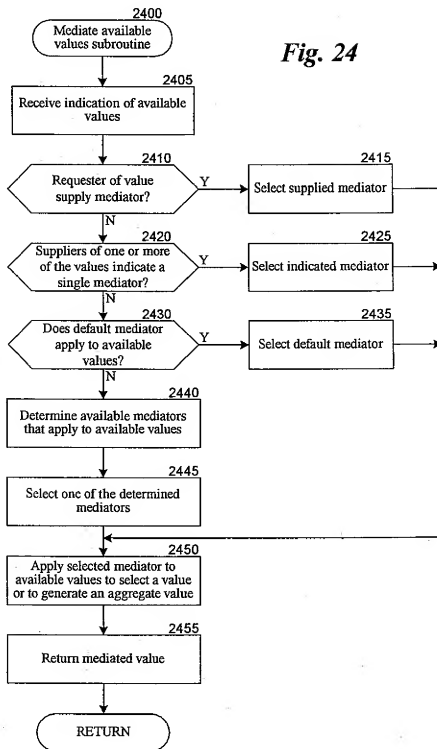 2400
Mediate available
values subroutine
Fig. 24
2405
Receive indication of available
values
2410
Requester of value
supply mediator?
Y
2415
Select supplied mediator
N
2420
Suppliers of one or more
of the values indicate a
single mediator?
Y
2425
Select indicated mediator
N
2430
Does default mediator
apply to available
values?
Y
2435
Select default mediator
N
2440
Determine available mediators
that apply to available values
2445
Select one of the determined
mediators
2450
Apply selected mediator to
available values to select a value
or to generate an aggregate value
2455
Return mediated value
RETURN